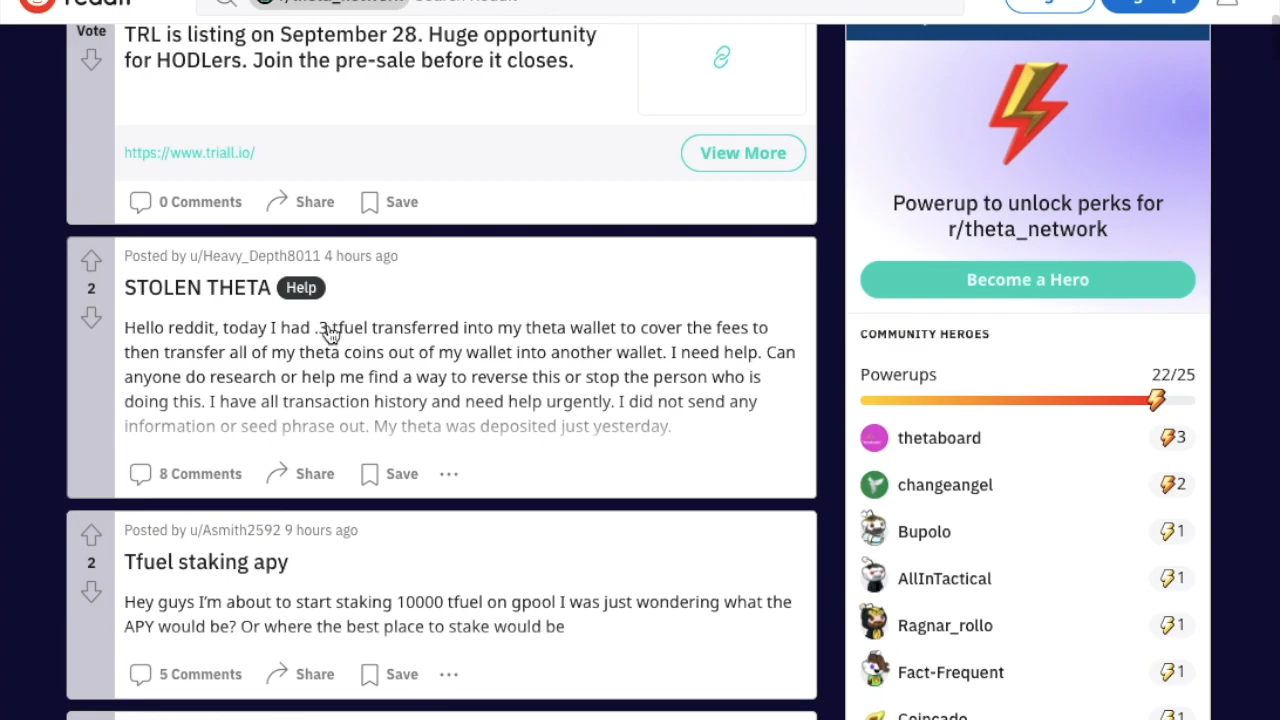 Vote
TRL is listing on September 28. Huge opportunity
for HODLers. Join the pre-sale before it closes.
https://www.triall.io/
View More
0 Comments
Share
Save
Posted by u/Heavy_Depth8011 4 hours ago
2
STOLEN THETA
Help
Hello reddit, today I had .3 tfuel transferred into my theta wallet to cover the fees to
then transfer all of my theta coins out of my wallet into another wallet. I need help. Can
anyone do research or help me find a way to reverse this or stop the person who is
doing this. I have all transaction history and need help urgently. I did not send any
information or seed phrase out. My theta was deposited just yesterday.
8 Comments
Share
Save
Posted by u/Asmith2592 9 hours ago
2
Tfuel staking apy
Hey guys I'm about to start staking 10000 tfuel on gpool I was just wondering what the
APY would be? Or where the best place to stake would be
5 Comments
Share
Save
Powerup to unlock perks for
r/theta_network
Become a Hero
COMMUNITY HEROES
Powerups 22/25
thetaboard 3
changeangel 2
Bupolo 1
AllInTactical 1
Ragnar_rollo 1
Fact-Frequent 1